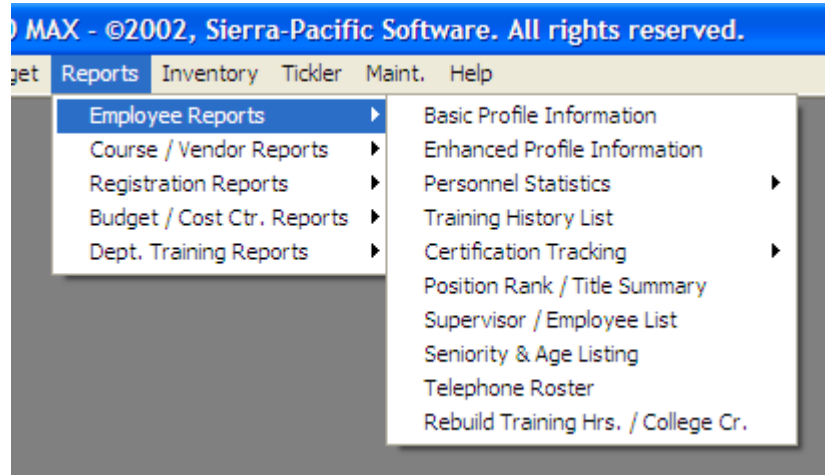 MAX - ©2002, Sierra-Pacific Software. All rights reserved.
Reports Inventory Tickler Maint. Help
Employee Reports
Course / Vendor Reports
Registration Reports
Budget / Cost Ctr. Reports
Dept. Training Reports
Basic Profile Information
Enhanced Profile Information
Personnel Statistics
Training History List
Certification Tracking
Position Rank / Title Summary
Supervisor / Employee List
Seniority & Age Listing
Telephone Roster
Rebuild Training Hrs. / College Cr.